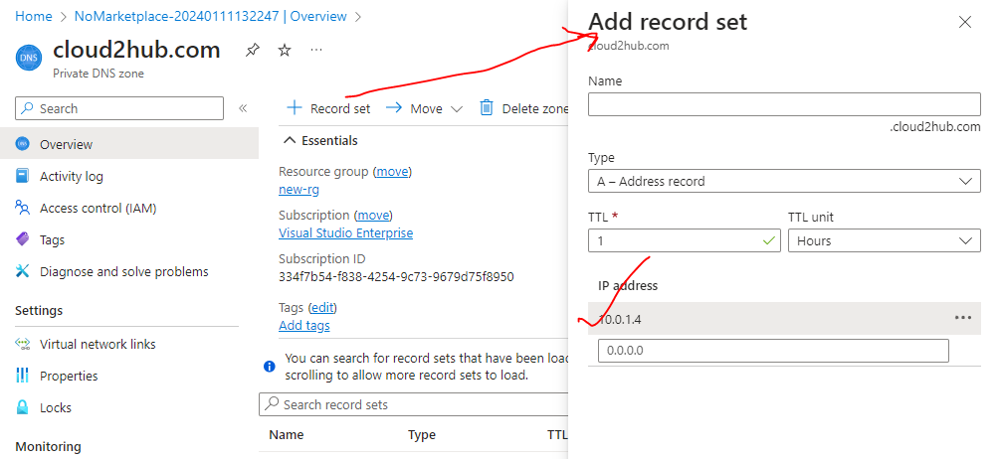 Home > NoMarketplace-20240111132247 | Overview >
DNS
cloud2hub.com
Private DNS zone
Search
Overview
Activity log
Access control (IAM)
Tags
Diagnose and solve problems
Settings
Virtual network links
Properties
Locks
Monitoring
Record set
Move
Delete zone
Essentials
Resource group (move)
new-rg
Subscription (move)
Visual Studio Enterprise
Subscription ID
334f7b54-f838-4254-9c73-9679d75f8950
Tags (edit)
Add tags
You can search for record sets that have been loa
scrolling to allow more record sets to load.
Search record sets
Name Type TTL
Add record set
cloud2hub.com
Name
.cloud2hub.com
Type
A – Address record
TTL * TTL unit
1 Hours
IP address
10.0.1.4
0.0.0.0